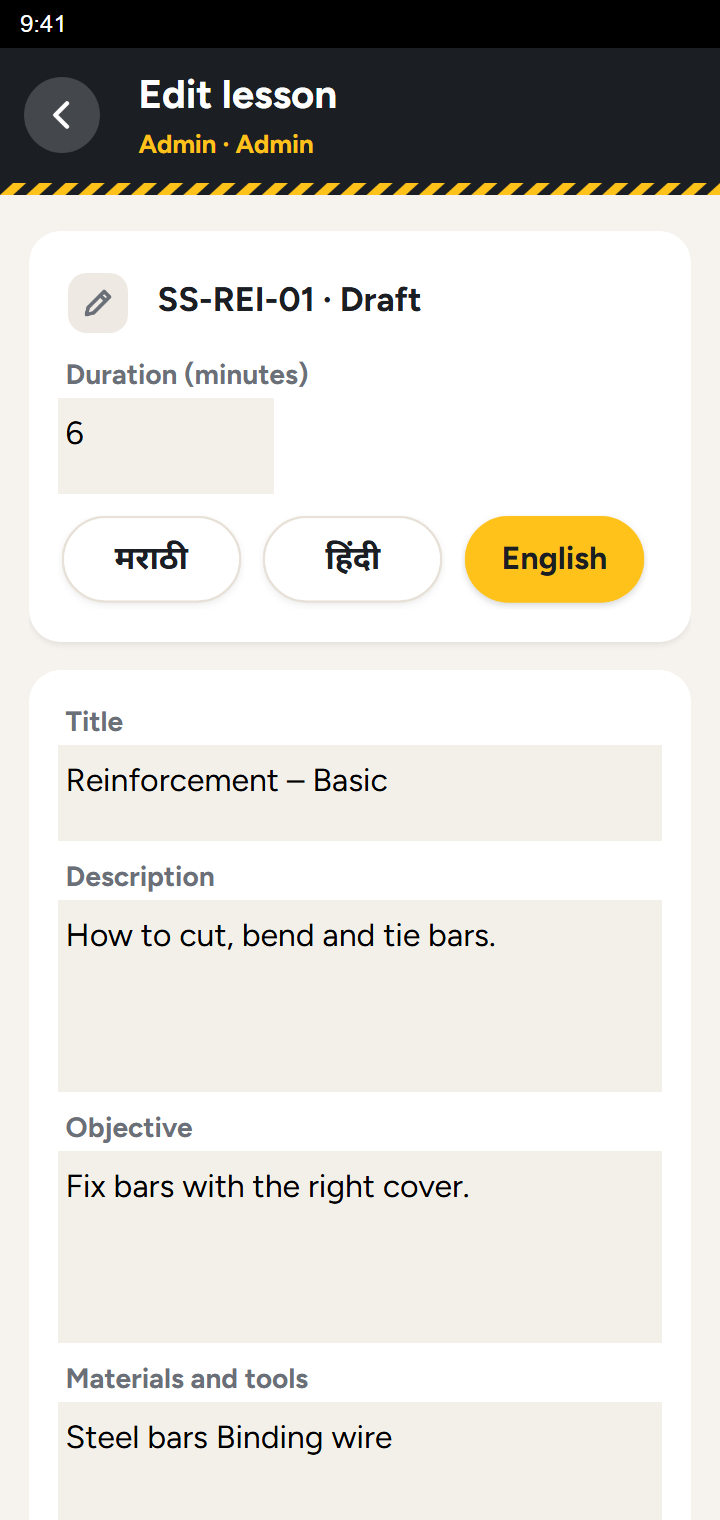 9:41
Edit lesson
Admin · Admin
SS-REI-01 · Draft
Duration (minutes)
6
मराठी
हिंदी
English
Title
Reinforcement – Basic
Description
How to cut, bend and tie bars.
Objective
Fix bars with the right cover.
Materials and tools
Steel bars Binding wire